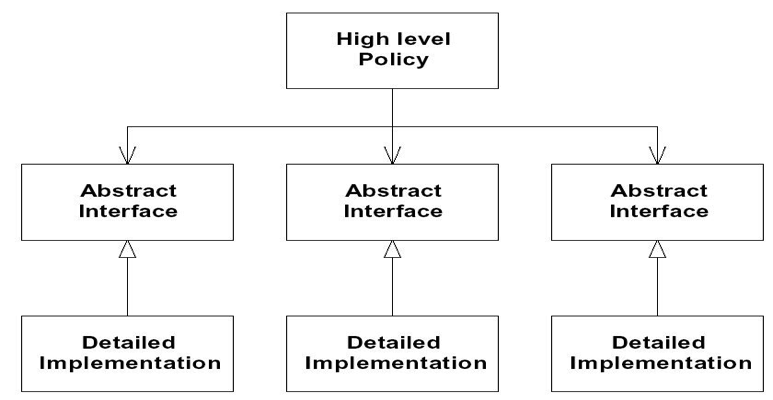 High level
Policy
Abstract
Interface
Abstract
Interface
Abstract
Interface
Detailed
Implementation
Detailed
Implementation
Detailed
Implementation